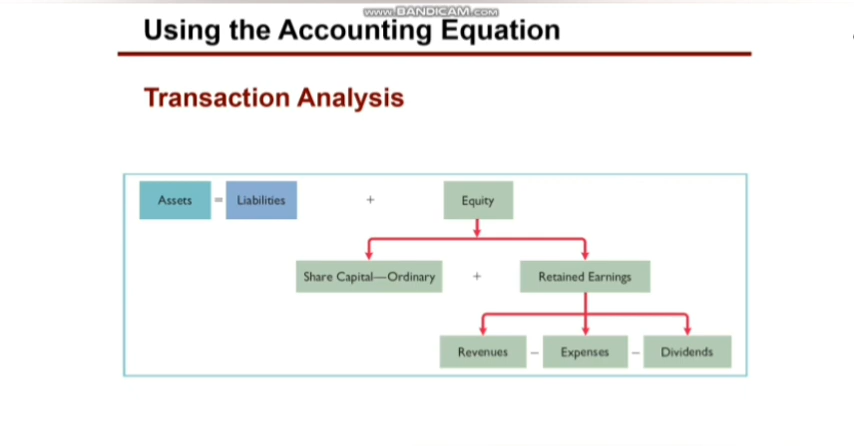 www.BANDICAM.com
Using the Accounting Equation
Transaction Analysis
Assets = Liabilities + Equity
Share Capital—Ordinary + Retained Earnings
Revenues – Expenses – Dividends